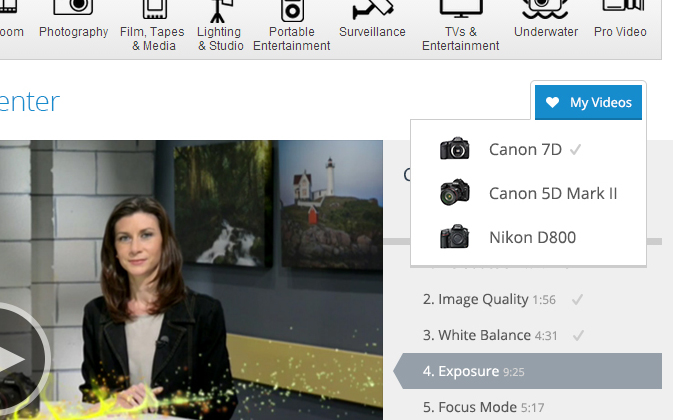 Photography
Film, Tapes
& Media
Lighting
& Studio
Portable
Entertainment
Surveillance
TVs &
Entertainment
Underwater
Pro Video
enter
My Videos
Canon 7D
Canon 5D Mark II
Nikon D800
2. Image Quality 1:56
3. White Balance 4:31
4. Exposure 9:25
5. Focus Mode 5:17